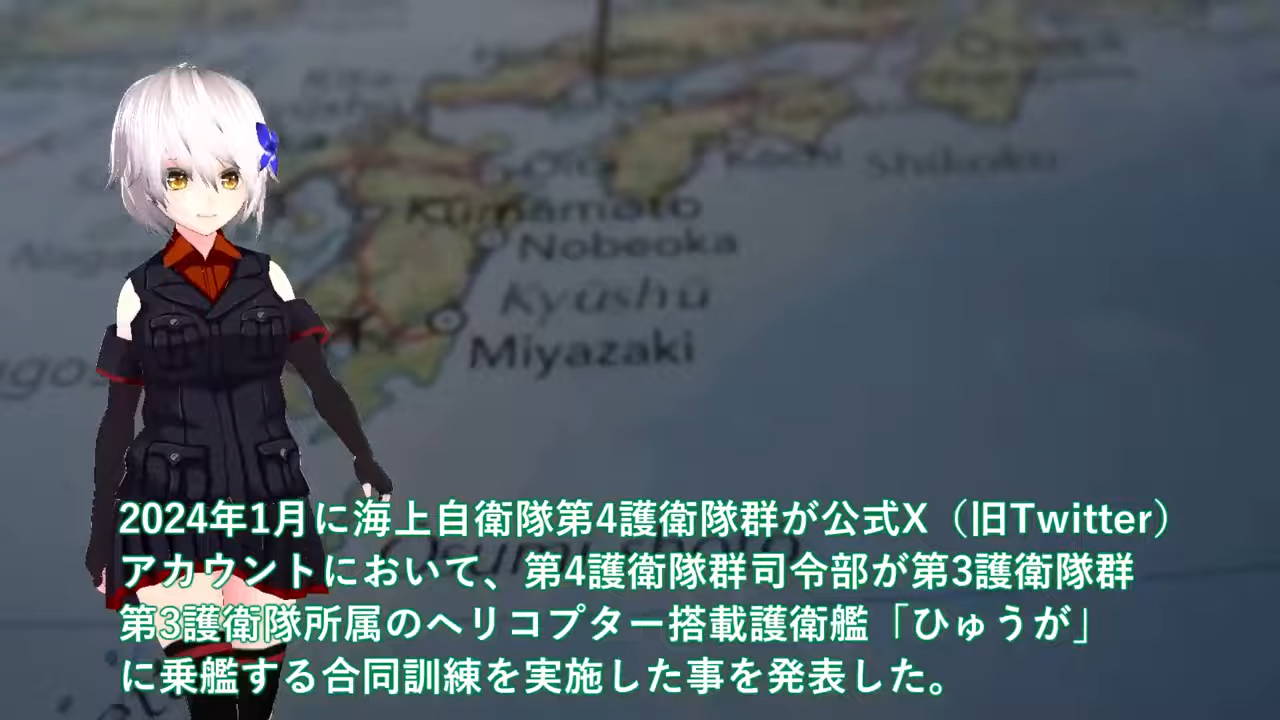 Kumamoto
Nobeoka
Kyūshū
Miyazaki
Kōchi
Shikoku
2024年1月に海上自衛隊第4護衛隊群が公式X（旧Twitter）
アカウントにおいて、第4護衛隊群司令部が第3護衛隊群
第3護衛隊所属のヘリコプター搭載護衛艦「ひゅうが」
に乗艦する合同訓練を実施した事を発表した。